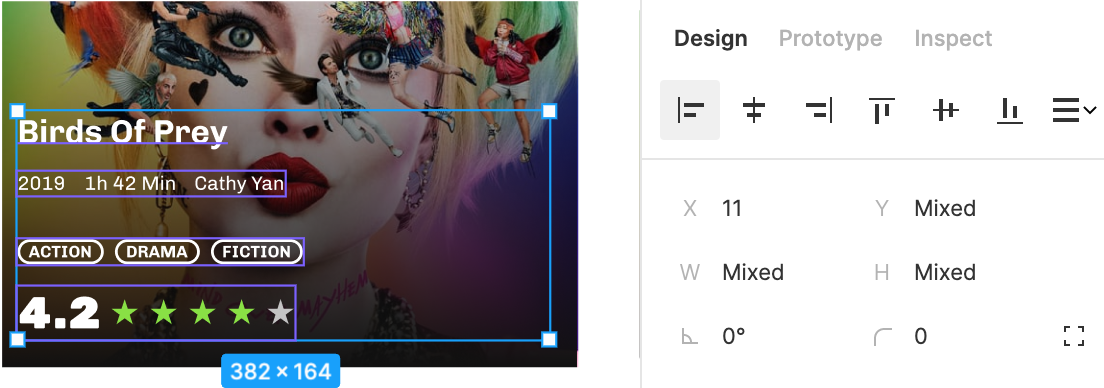 Design Prototype Inspect
Birds Of Prey
2019 1h 42 Min Cathy Yan
ACTION DRAMA FICTION
4.2
MAYHEM
382 × 164
X 11 Y Mixed
W Mixed H Mixed
0° 0